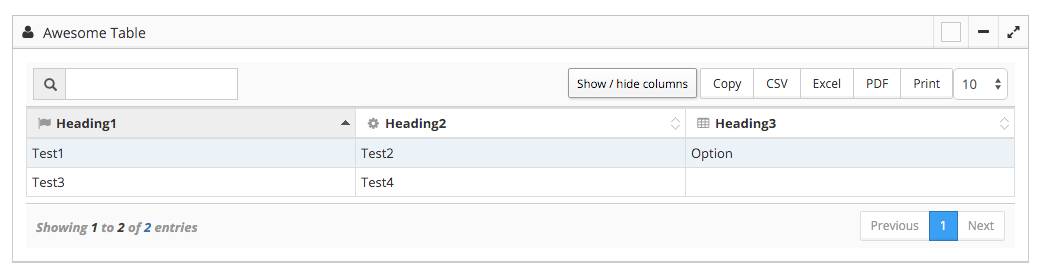 Awesome Table
Show / hide columns Copy CSV Excel PDF Print 10
Heading1 Heading2 Heading3
Test1 Test2 Option
Test3 Test4
Showing 1 to 2 of 2 entries Previous 1 Next